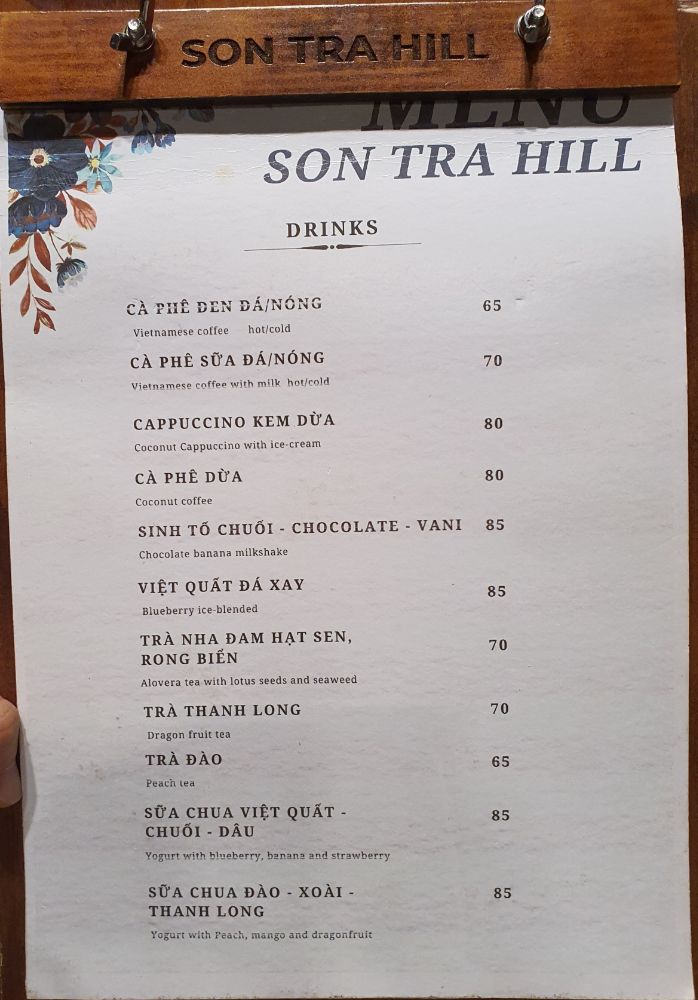 SON TRA HILL
MENU
SON TRA HILL
DRINKS
CÀ PHÊ ĐEN ĐÁ/NÓNG 65
Vietnamese coffee hot/cold
CÀ PHÊ SỮA ĐÁ/NÓNG 70
Vietnamese coffee with milk hot/cold
CAPPUCCINO KEM DỪA 80
Coconut Cappuccino with ice-cream
CÀ PHÊ DỪA 80
Coconut coffee
SINH TỐ CHUỐI - CHOCOLATE - VANI 85
Chocolate banana milkshake
VIỆT QUẤT ĐÁ XAY 85
Blueberry ice-blended
TRÀ NHA ĐAM HẠT SEN, 70
RONG BIỂN
Alovera tea with lotus seeds and seaweed
TRÀ THANH LONG 70
Dragon fruit tea
TRÀ ĐÀO 65
Peach tea
SỮA CHUA VIỆT QUẤT - 85
CHUỐI - DÂU
Yogurt with blueberry, banana and strawberry
SỮA CHUA ĐÀO - XOÀI - 85
THANH LONG
Yogurt with Peach, mango and dragonfruit